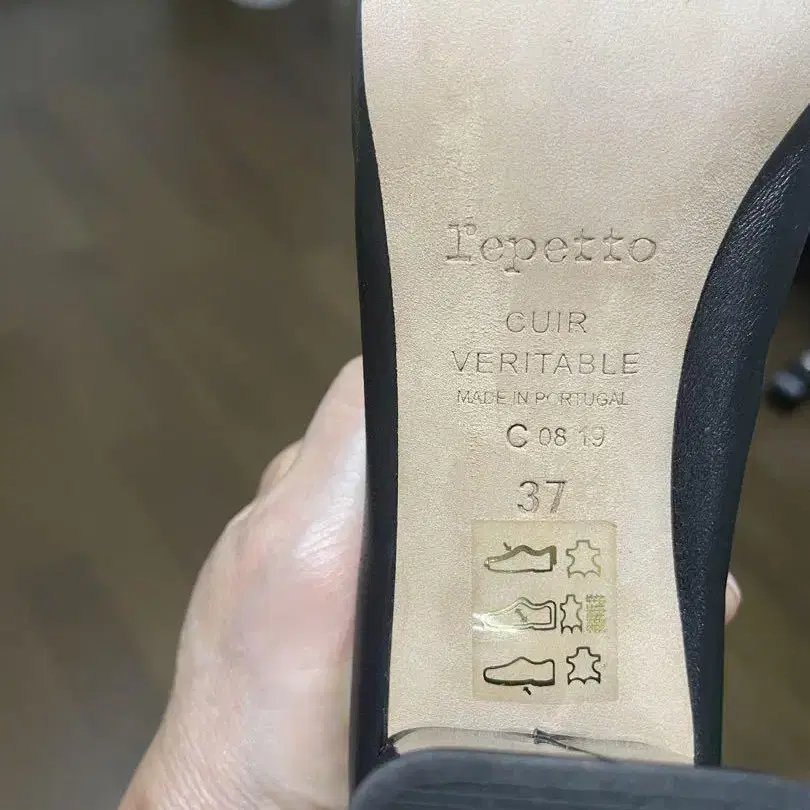 repetto
CUIR
VERITABLE
MADE IN PORTUGAL
C 08 19
37